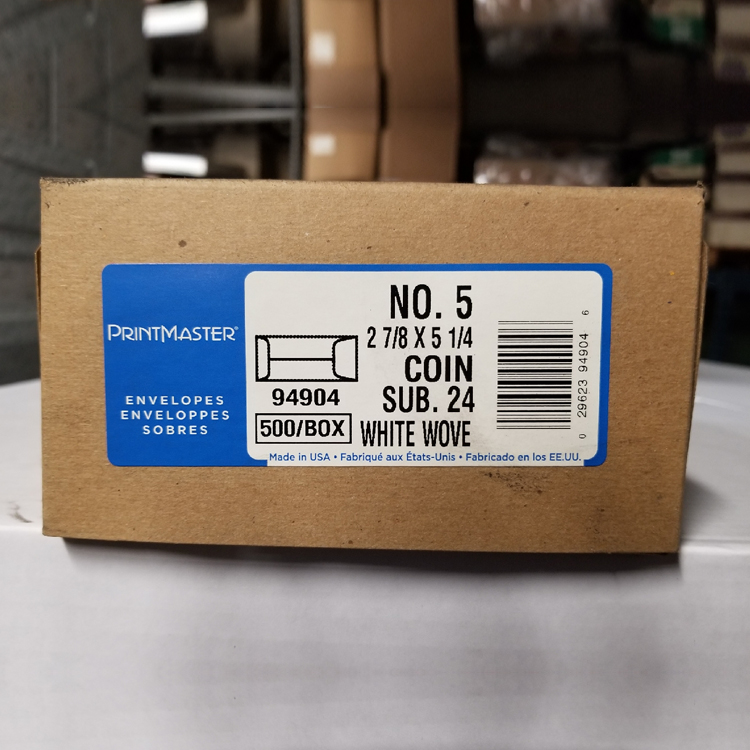 PRINTMASTER®
ENVELOPES
ENVELOPPES
SOBRES
NO. 5
2 7/8 X 5 1/4
COIN
94904
SUB. 24
500/BOX
WHITE WOVE
0 29623 94904 6
Made in USA • Fabriqué aux États-Unis • Fabricado en los EE.UU.